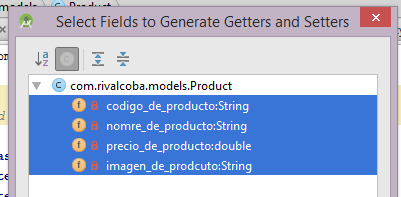 models
Select Fields to Generate Getters and Setters
com.rivalcoba.models.Product
codigo_de_producto:String
nomre_de_producto:String
precio_de_producto:double
imagen_de_prodcuto:String